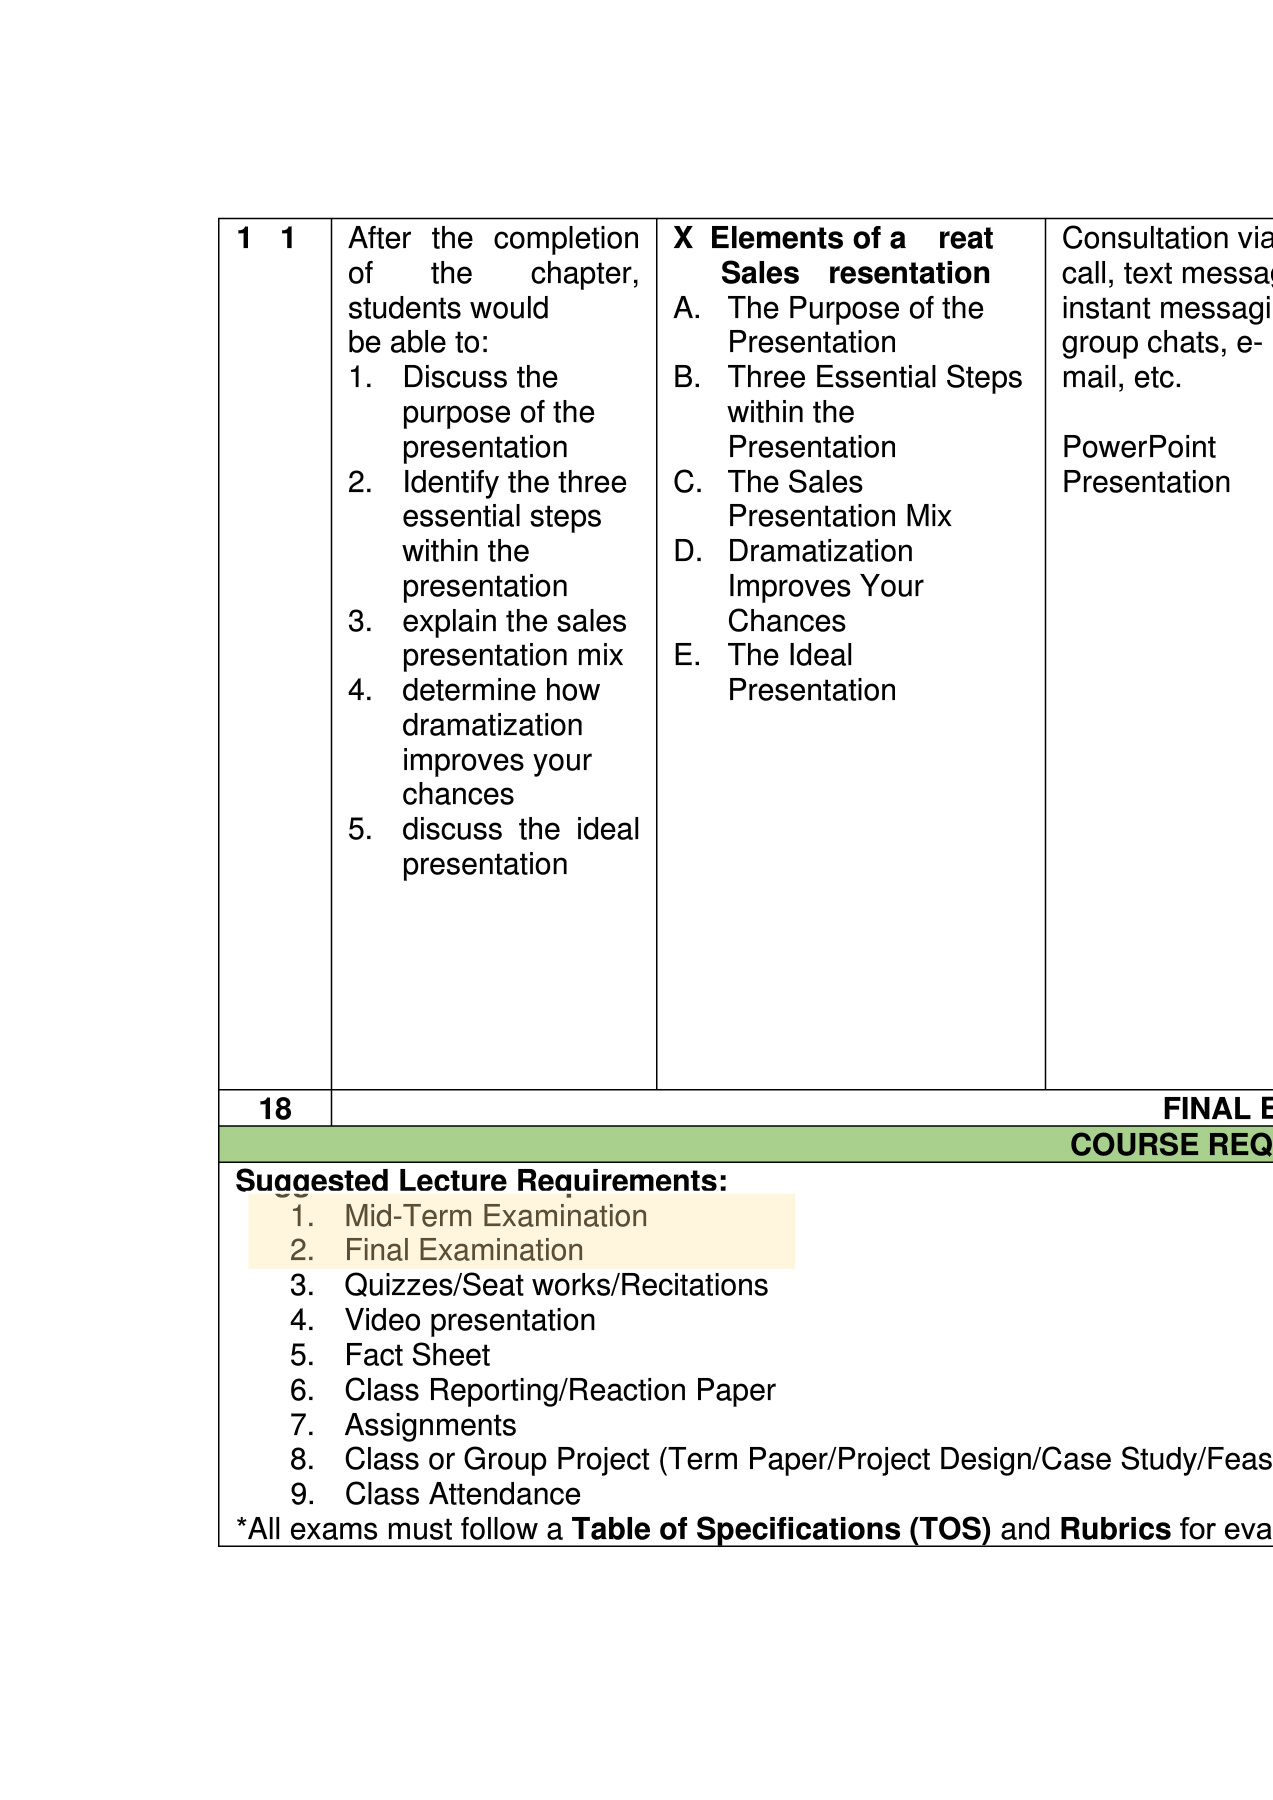 1 1
After the completion
of the chapter,
students would
be able to:
1. Discuss the
purpose of the
presentation
2. Identify the three
essential steps
within the
presentation
3. explain the sales
presentation mix
4. determine how
dramatization
improves your
chances
5. discuss the ideal
presentation
X Elements of a reat
Sales resentation
A. The Purpose of the
Presentation
B. Three Essential Steps
within the
Presentation
C. The Sales
Presentation Mix
D. Dramatization
Improves Your
Chances
E. The Ideal
Presentation
Consultation via
call, text messag
instant messagi
group chats, e-
mail, etc.
PowerPoint
Presentation
18
FINAL E
COURSE REQ
Suggested Lecture Requirements:
1. Mid-Term Examination
2. Final Examination
3. Quizzes/Seat works/Recitations
4. Video presentation
5. Fact Sheet
6. Class Reporting/Reaction Paper
7. Assignments
8. Class or Group Project (Term Paper/Project Design/Case Study/Feas
9. Class Attendance
*All exams must follow a Table of Specifications (TOS) and Rubrics for eva